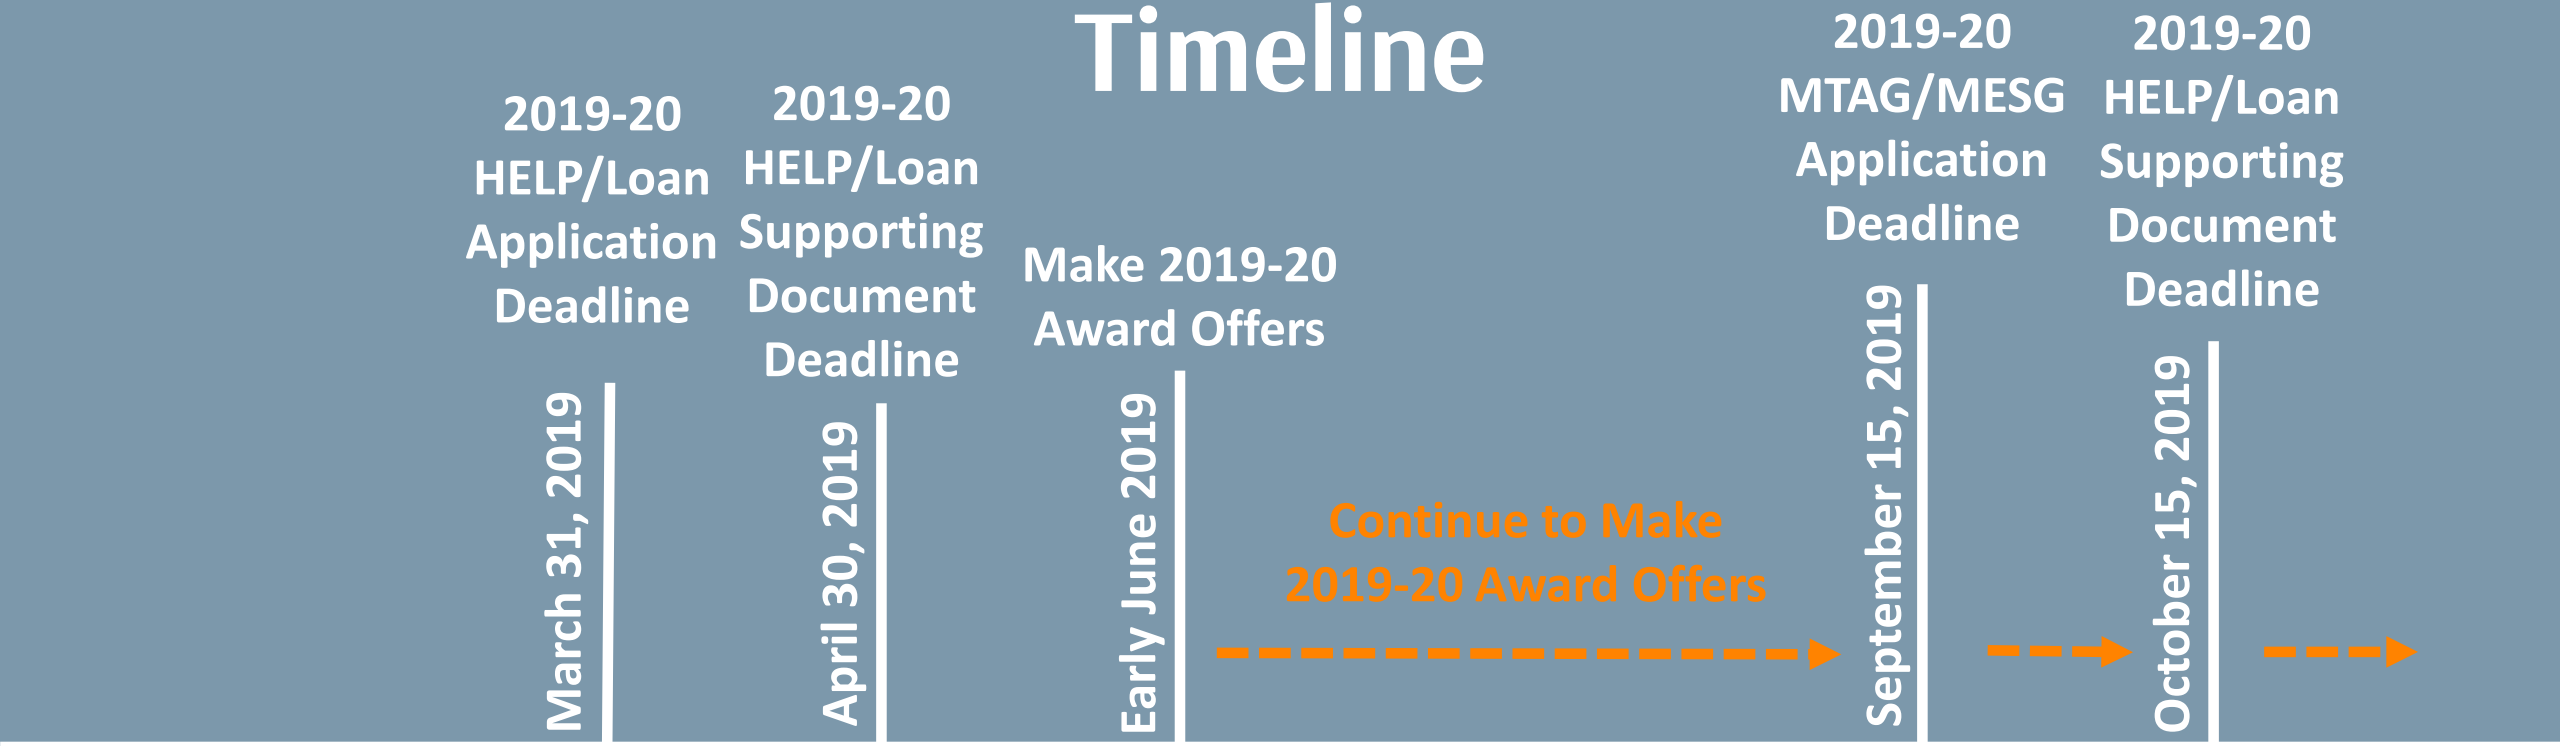 Timeline
2019-20
HELP/Loan
Application
Deadline
March 31, 2019
2019-20
HELP/Loan
Supporting
Document
Deadline
April 30, 2019
Make 2019-20
Award Offers
Early June 2019
Continue to Make
2019-20 Award Offers
2019-20
MTAG/MESG
Application
Deadline
September 15, 2019
2019-20
HELP/Loan
Supporting
Document
Deadline
October 15, 2019